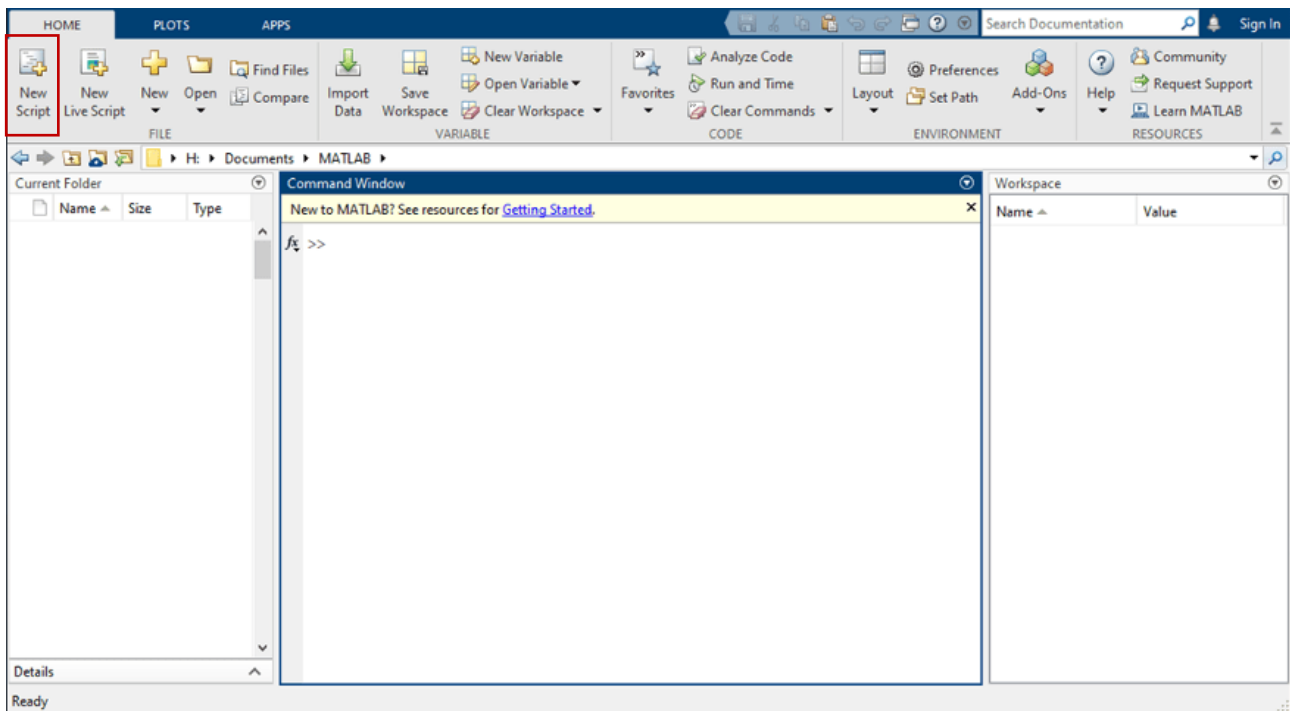 HOME PLOTS APPS Search Documentation Sign In
New Script
New Live Script
New
Open
Find Files
Compare
FILE
Import Data
Save Workspace
New Variable
Open Variable
Clear Workspace
VARIABLE
Favorites
Analyze Code
Run and Time
Clear Commands
CODE
Layout
Preferences
Set Path
Add-Ons
ENVIRONMENT
Help
Community
Request Support
Learn MATLAB
RESOURCES
H: Documents MATLAB
Current Folder
Name Size Type
Command Window
New to MATLAB? See resources for Getting Started.
fx >>
Workspace
Name Value
Details
Ready